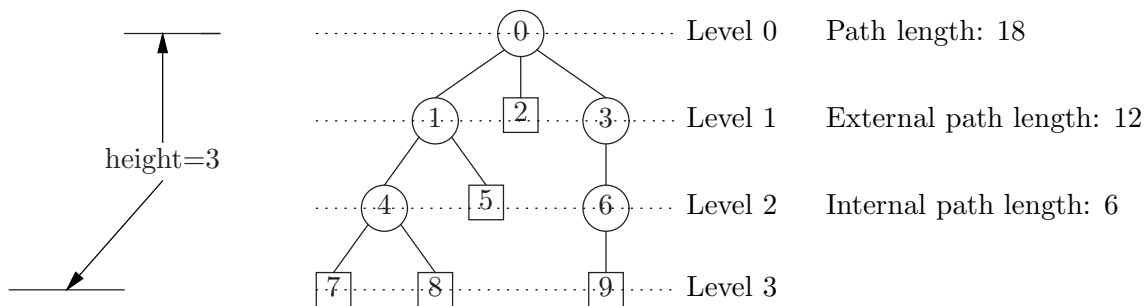 0 Level 0 Path length: 18
1 2 3 Level 1 External path length: 12
height=3
4 5 6 Level 2 Internal path length: 6
7 8 9 Level 3